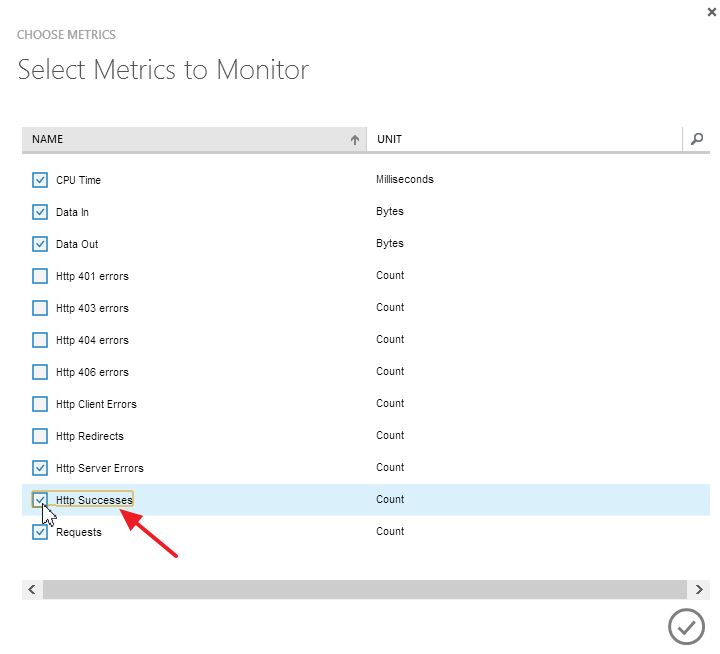 CHOOSE METRICS
Select Metrics to Monitor
NAME UNIT
CPU Time Milliseconds
Data In Bytes
Data Out Bytes
Http 401 errors Count
Http 403 errors Count
Http 404 errors Count
Http 406 errors Count
Http Client Errors Count
Http Redirects Count
Http Server Errors Count
Http Successes Count
Requests Count